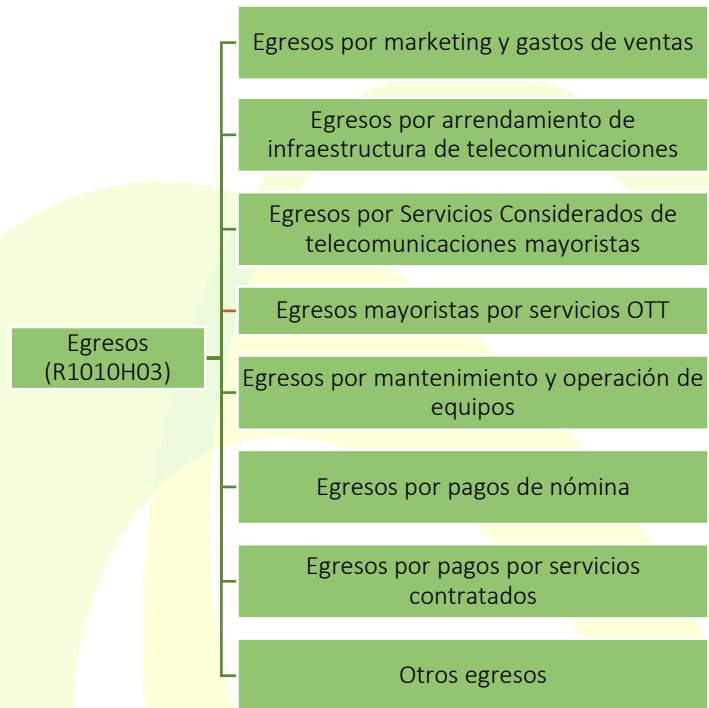 Egresos por marketing y gastos de ventas
Egresos por arrendamiento de
infraestructura de telecomunicaciones
Egresos por Servicios Considerados de
telecomunicaciones mayoristas
Egresos mayoristas por servicios OTT
Egresos
(R1010H03)
Egresos por mantenimiento y operación de
equipos
Egresos por pagos de nómina
Egresos por pagos por servicios
contratados
Otros egresos